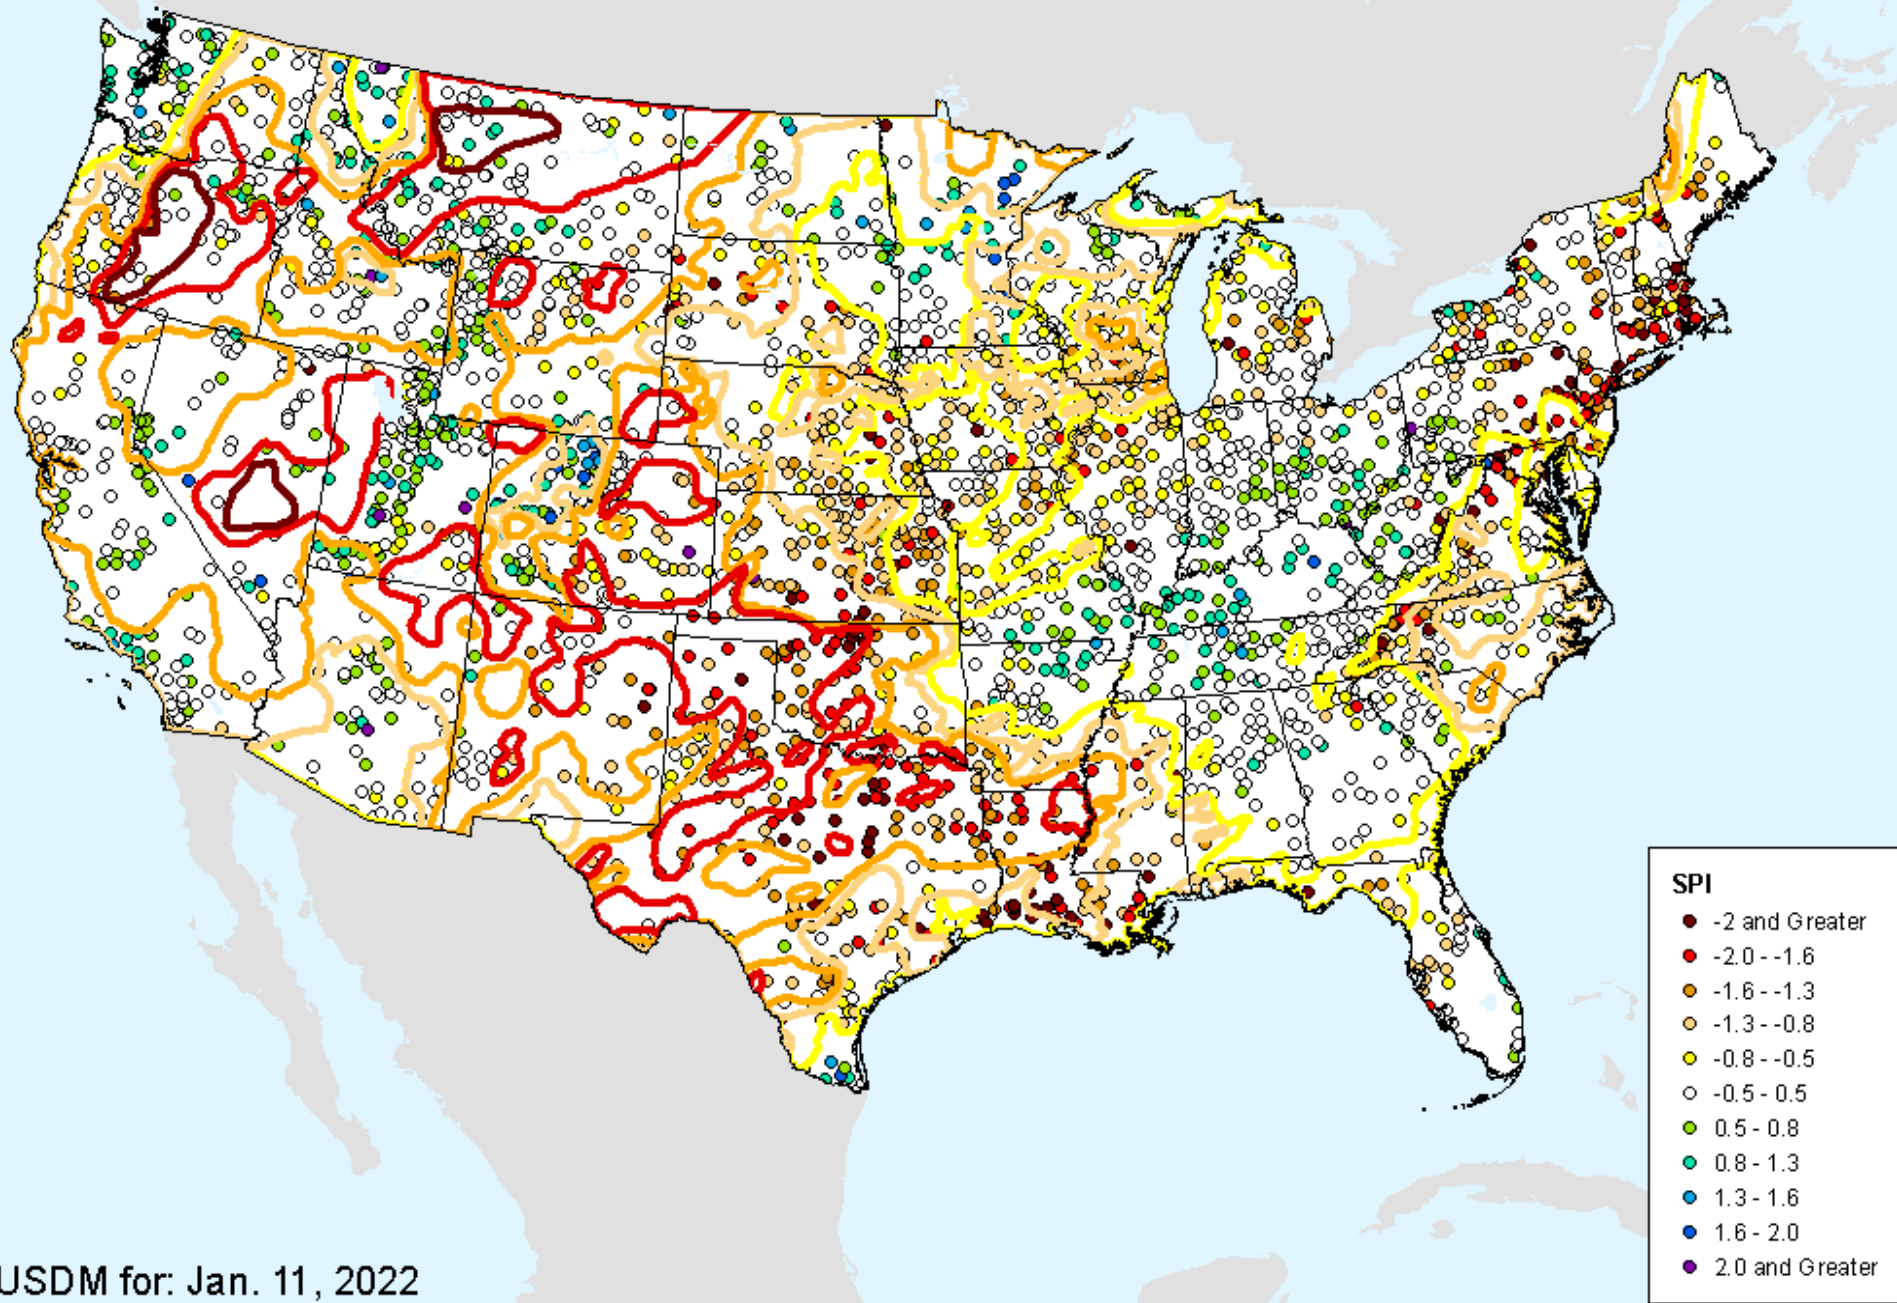 SPI
-2 and Greater
-2.0 - -1.6
-1.6 - -1.3
-1.3 - -0.8
-0.8 - -0.5
-0.5 - 0.5
0.5 - 0.8
0.8 - 1.3
1.3 - 1.6
1.6 - 2.0
2.0 and Greater
USDM for: Jan. 11, 2022